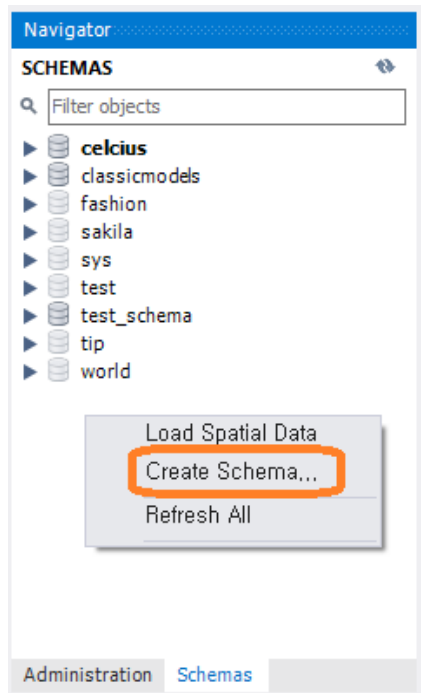 Navigator
SCHEMAS
Filter objects
celcius
classicmodels
fashion
sakila
sys
test
test_schema
tip
world
Load Spatial Data
Create Schema,,,
Refresh All
Administration Schemas